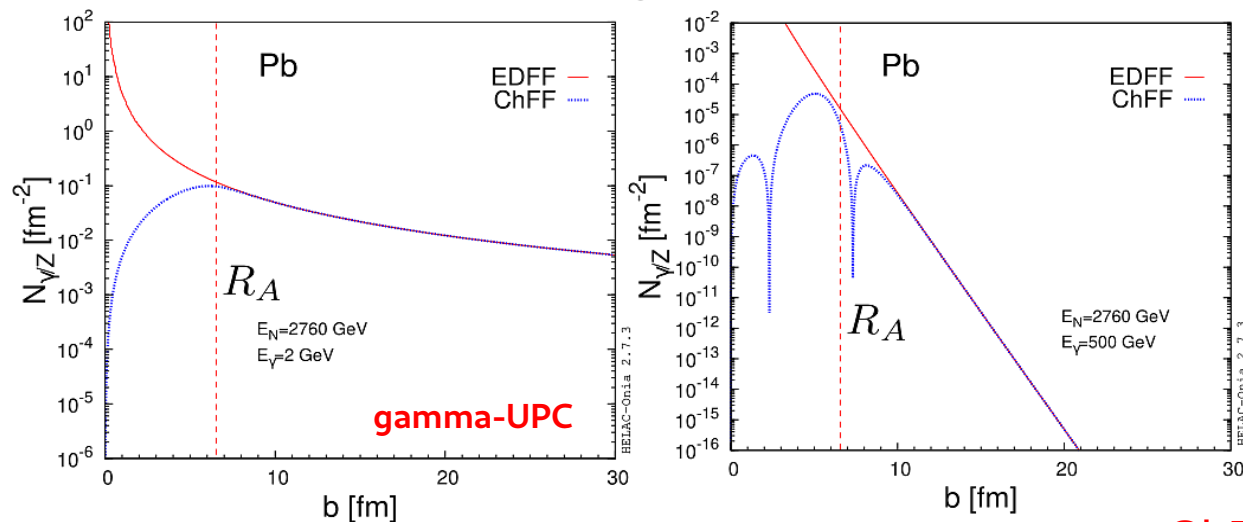 10²
10¹
10⁰
10⁻¹
10⁻²
10⁻³
10⁻⁴
10⁻⁵
10⁻⁶
N_γ/Z [fm⁻²]
Pb
EDFF
ChFF
R_A
E_N=2760 GeV
E_γ=2 GeV
gamma-UPC
HELAC-Onia 2.7.3
0 10 20 30
b [fm]
10⁻²
10⁻³
10⁻⁴
10⁻⁵
10⁻⁶
10⁻⁷
10⁻⁸
10⁻⁹
10⁻¹⁰
10⁻¹¹
10⁻¹²
10⁻¹³
10⁻¹⁴
10⁻¹⁵
10⁻¹⁶
N_γ/Z [fm⁻²]
Pb
EDFF
ChFF
R_A
E_N=2760 GeV
E_γ=500 GeV
HELAC-Onia 2.7.3
0 10 20 30
b [fm]